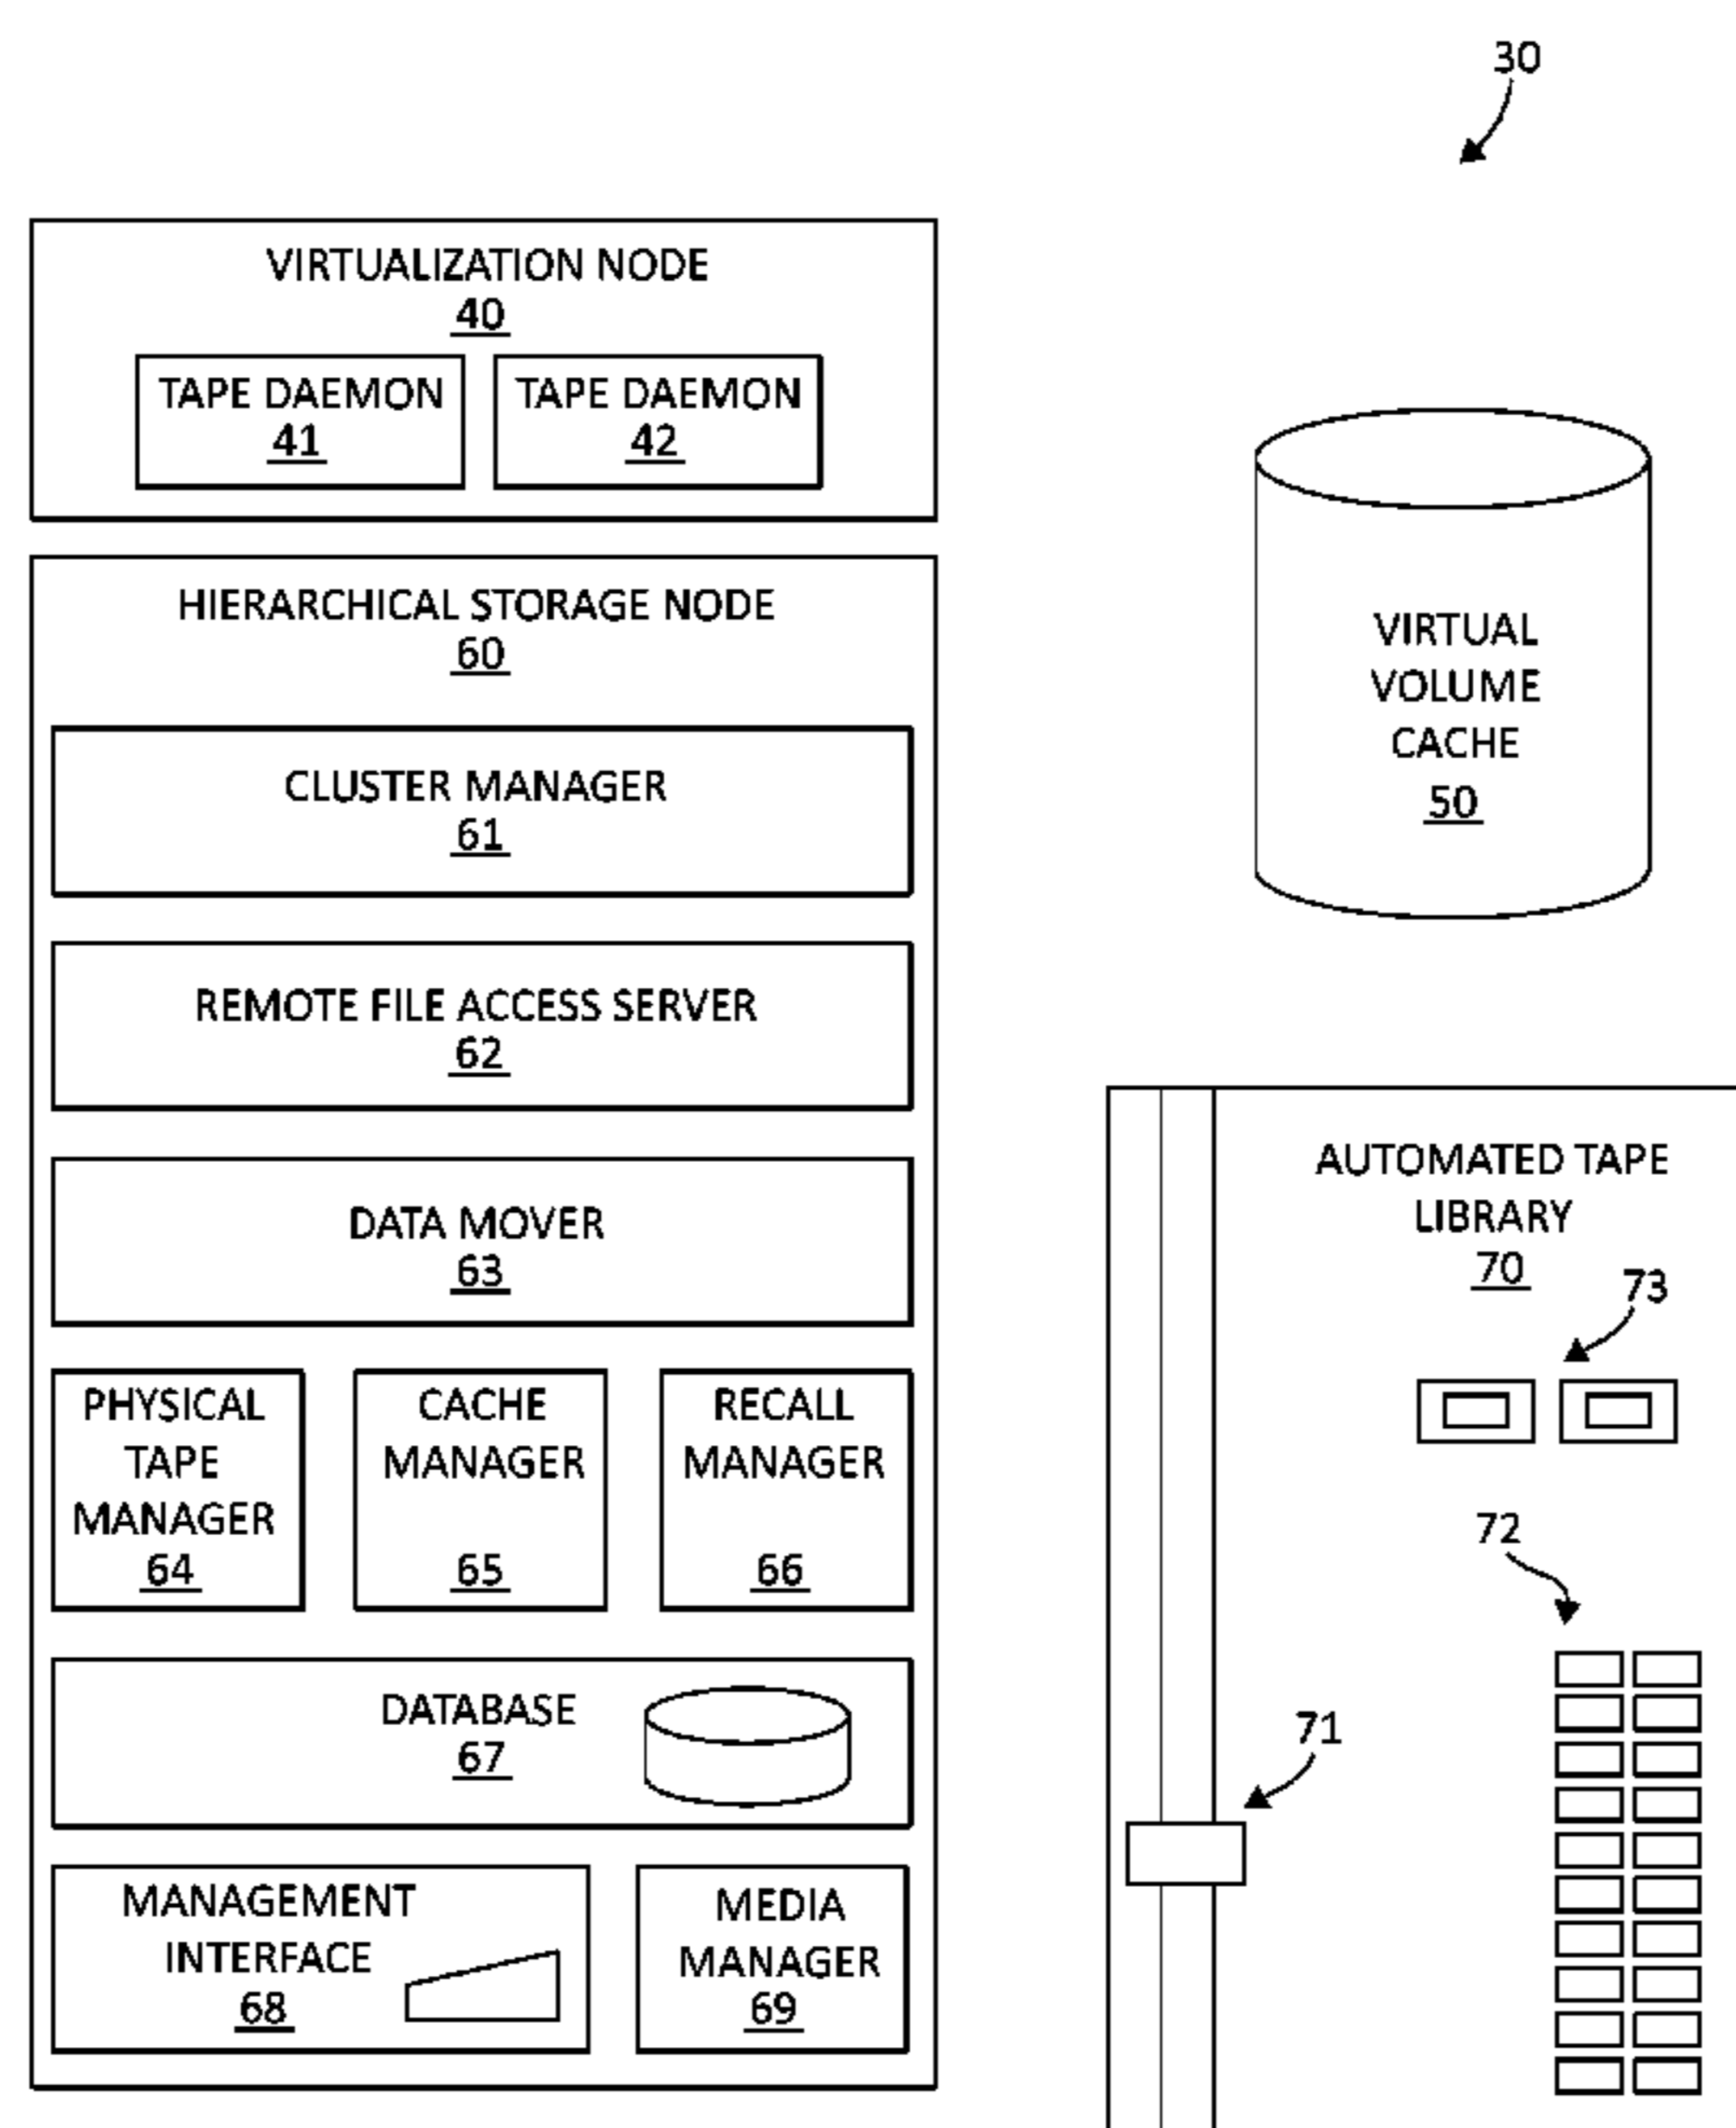 30
VIRTUALIZATION NODE
40
TAPE DAEMON
41
TAPE DAEMON
42
HIERARCHICAL STORAGE NODE
60
CLUSTER MANAGER
61
REMOTE FILE ACCESS SERVER
62
DATA MOVER
63
PHYSICAL
TAPE
MANAGER
64
CACHE
MANAGER
65
RECALL
MANAGER
66
DATABASE
67
MANAGEMENT
INTERFACE
68
MEDIA
MANAGER
69
VIRTUAL
VOLUME
CACHE
50
AUTOMATED TAPE
LIBRARY
70
73
72
71